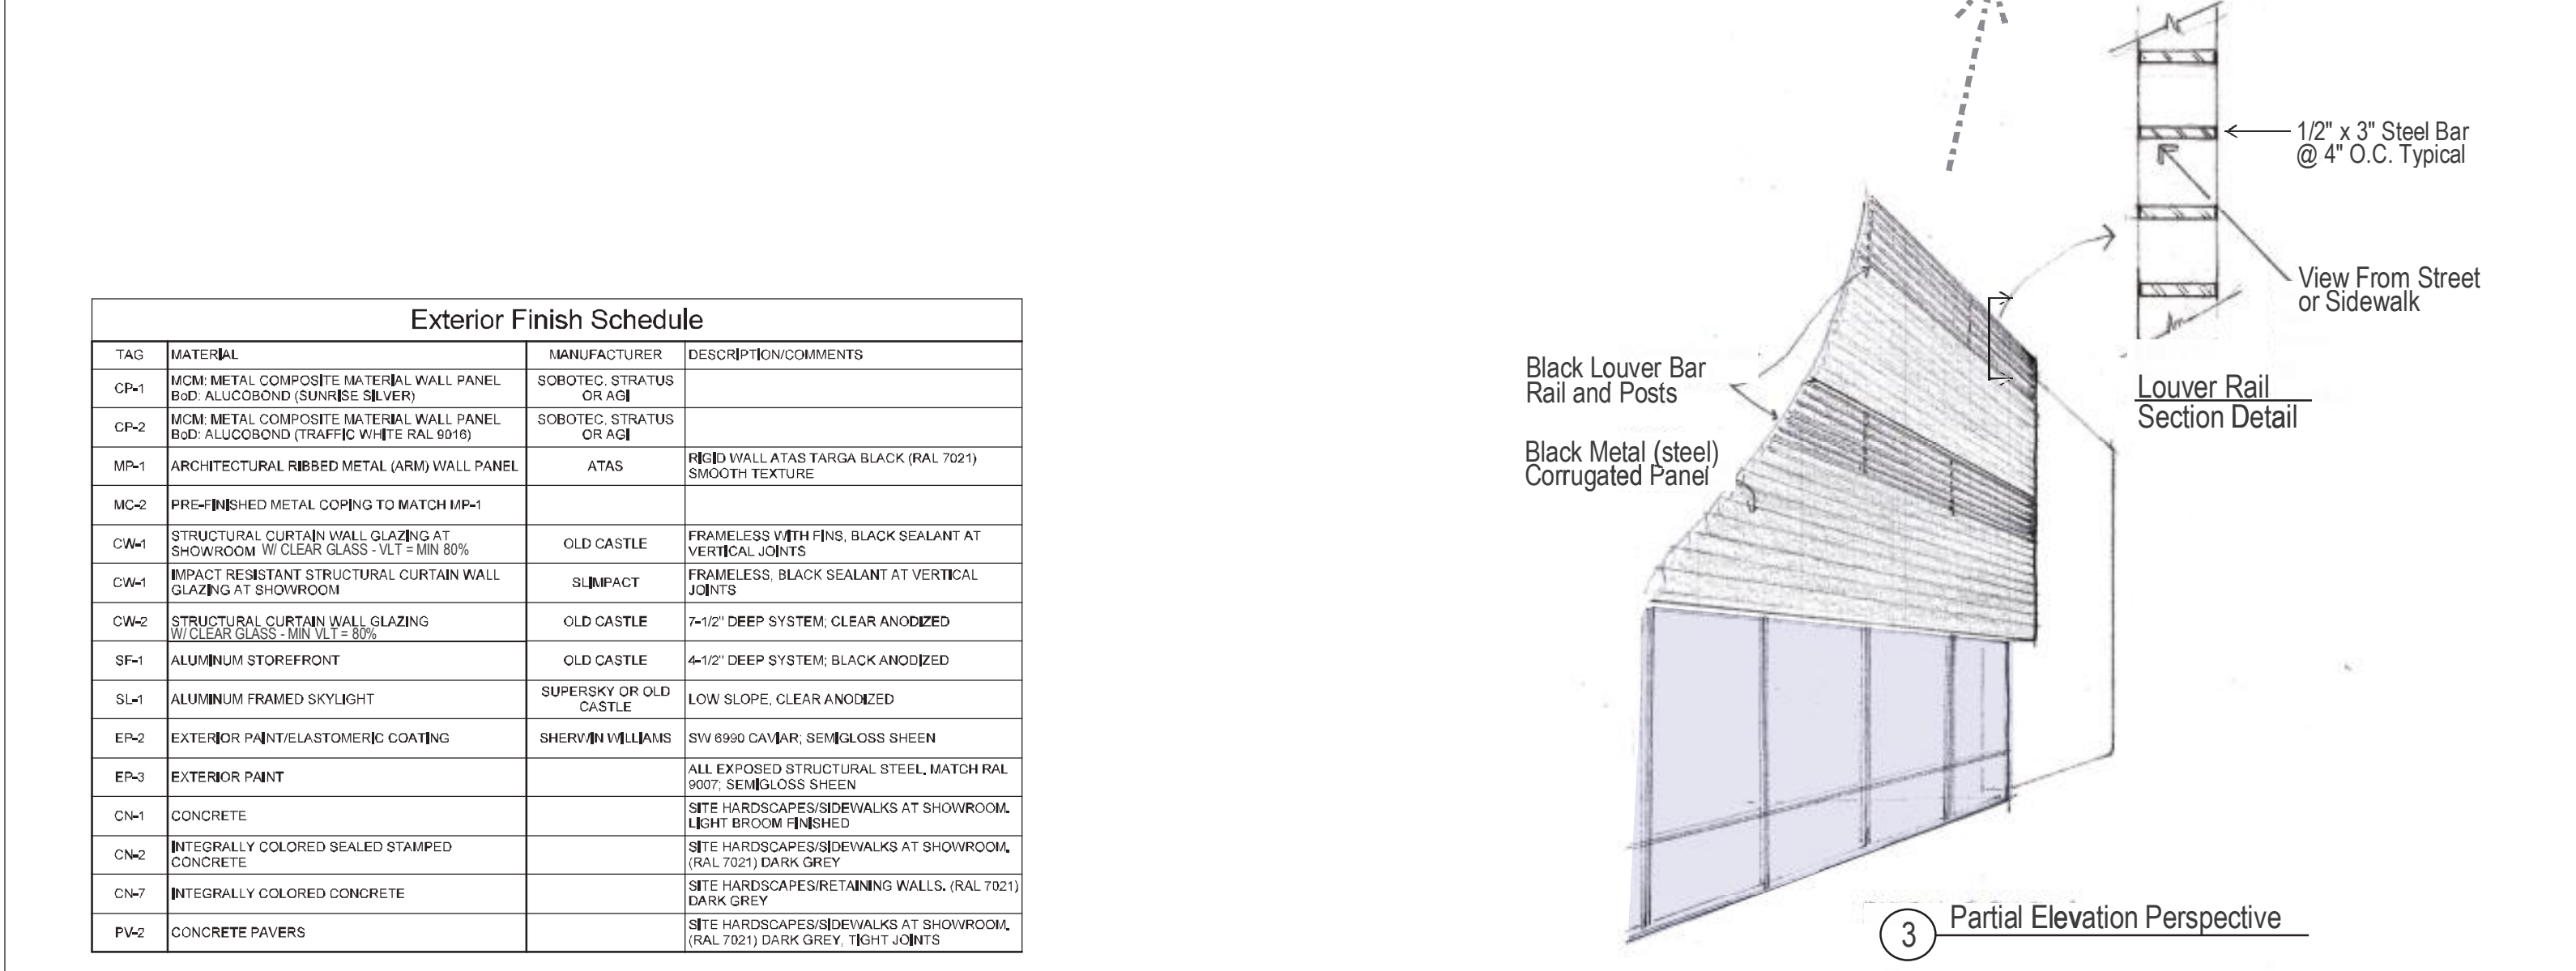 Exterior Finish Schedule
TAG MATERIAL MANUFACTURER DESCRIPTION/COMMENTS
CP-1 MCM: METAL COMPOSITE MATERIAL WALL PANEL SOBOTEC, STRATUS
BoD: ALUCOBOND (SUNRISE SILVER) OR AGI
CP-2 MCM: METAL COMPOSITE MATERIAL WALL PANEL SOBOTEC, STRATUS
BoD: ALUCOBOND (TRAFFIC WHITE RAL 9016) OR AGI
MP-1 ARCHITECTURAL RIBBED METAL (ARM) WALL PANEL ATAS RIGID WALL ATAS TARGA BLACK (RAL 7021)
SMOOTH TEXTURE
MC-2 PRE-FINISHED METAL COPING TO MATCH MP-1
CW-1 STRUCTURAL CURTAIN WALL GLAZING AT OLD CASTLE FRAMELESS WITH FINS, BLACK SEALANT AT
SHOWROOM W/ CLEAR GLASS - VLT = MIN 80% VERTICAL JOINTS
CW-1 IMPACT RESISTANT STRUCTURAL CURTAIN WALL SLIMPACT FRAMELESS, BLACK SEALANT AT VERTICAL
GLAZING AT SHOWROOM JOINTS
CW-2 STRUCTURAL CURTAIN WALL GLAZING OLD CASTLE 7-1/2" DEEP SYSTEM; CLEAR ANODIZED
W/ CLEAR GLASS - MIN VLT = 80%
SF-1 ALUMINUM STOREFRONT OLD CASTLE 4-1/2" DEEP SYSTEM; BLACK ANODIZED
SL-1 ALUMINUM FRAMED SKYLIGHT SUPERSKY OR OLD LOW SLOPE, CLEAR ANODIZED
CASTLE
EP-2 EXTERIOR PAINT/ELASTOMERIC COATING SHERWIN WILLIAMS SW 6990 CAVIAR; SEMIGLOSS SHEEN
EP-3 EXTERIOR PAINT ALL EXPOSED STRUCTURAL STEEL. MATCH RAL
9007; SEMIGLOSS SHEEN
CN-1 CONCRETE SITE HARDSCAPES/SIDEWALKS AT SHOWROOM.
LIGHT BROOM FINISHED
CN-2 INTEGRALLY COLORED SEALED STAMPED SITE HARDSCAPES/SIDEWALKS AT SHOWROOM.
CONCRETE (RAL 7021) DARK GREY
CN-7 INTEGRALLY COLORED CONCRETE SITE HARDSCAPES/RETAINING WALLS. (RAL 7021)
DARK GREY
PV-2 CONCRETE PAVERS SITE HARDSCAPES/SIDEWALKS AT SHOWROOM.
(RAL 7021) DARK GREY, TIGHT JOINTS
1/2" x 3" Steel Bar
@ 4" O.C. Typical
View From Street
or Sidewalk
Louver Rail
Section Detail
Black Louver Bar
Rail and Posts
Black Metal (steel)
Corrugated Panel
3 Partial Elevation Perspective